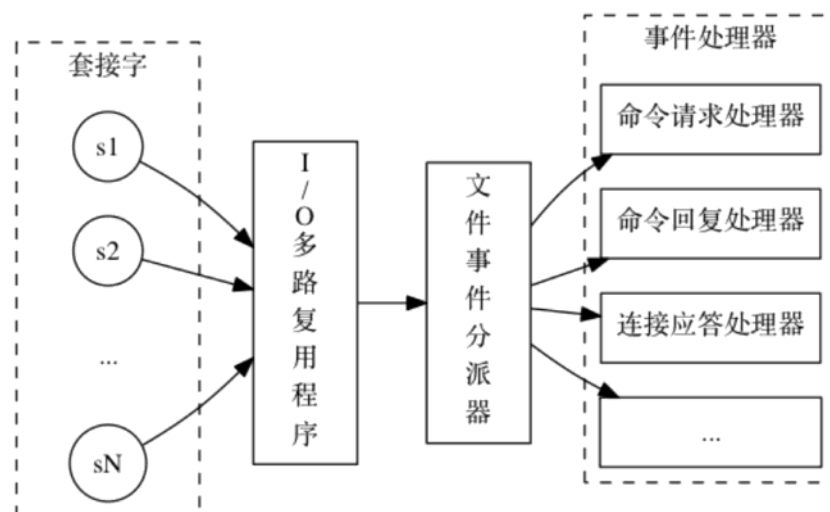 套接字
s1
s2
...
sN
I/O多路复用程序
文件事件分派器
事件处理器
命令请求处理器
命令回复处理器
连接应答处理器
...